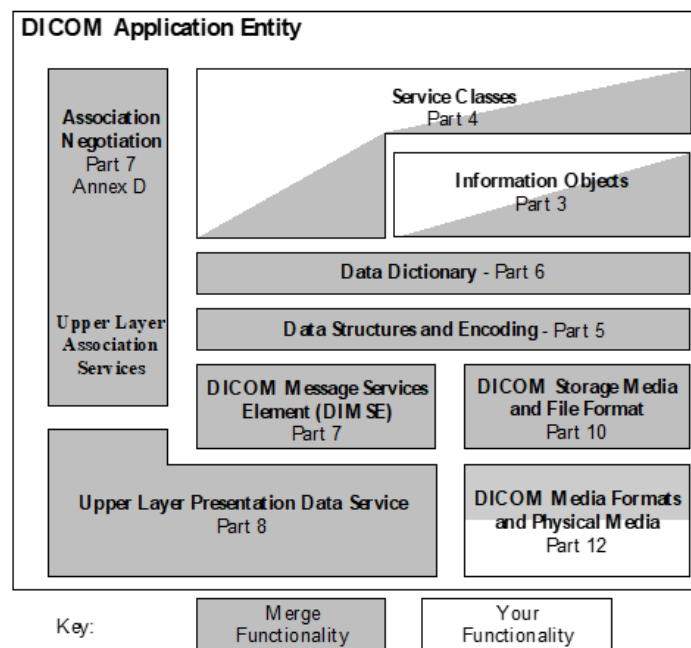 DICOM Application Entity
Association
Negotiation
Part 7
Annex D
Upper Layer
Association
Services
Service Classes
Part 4
Information Objects
Part 3
Data Dictionary - Part 6
Data Structures and Encoding - Part 5
DICOM Message Services
Element (DIMSE)
Part 7
DICOM Storage Media
and File Format
Part 10
Upper Layer Presentation Data Service
Part 8
DICOM Media Formats
and Physical Media
Part 12
Key:
Merge
Functionality
Your
Functionality